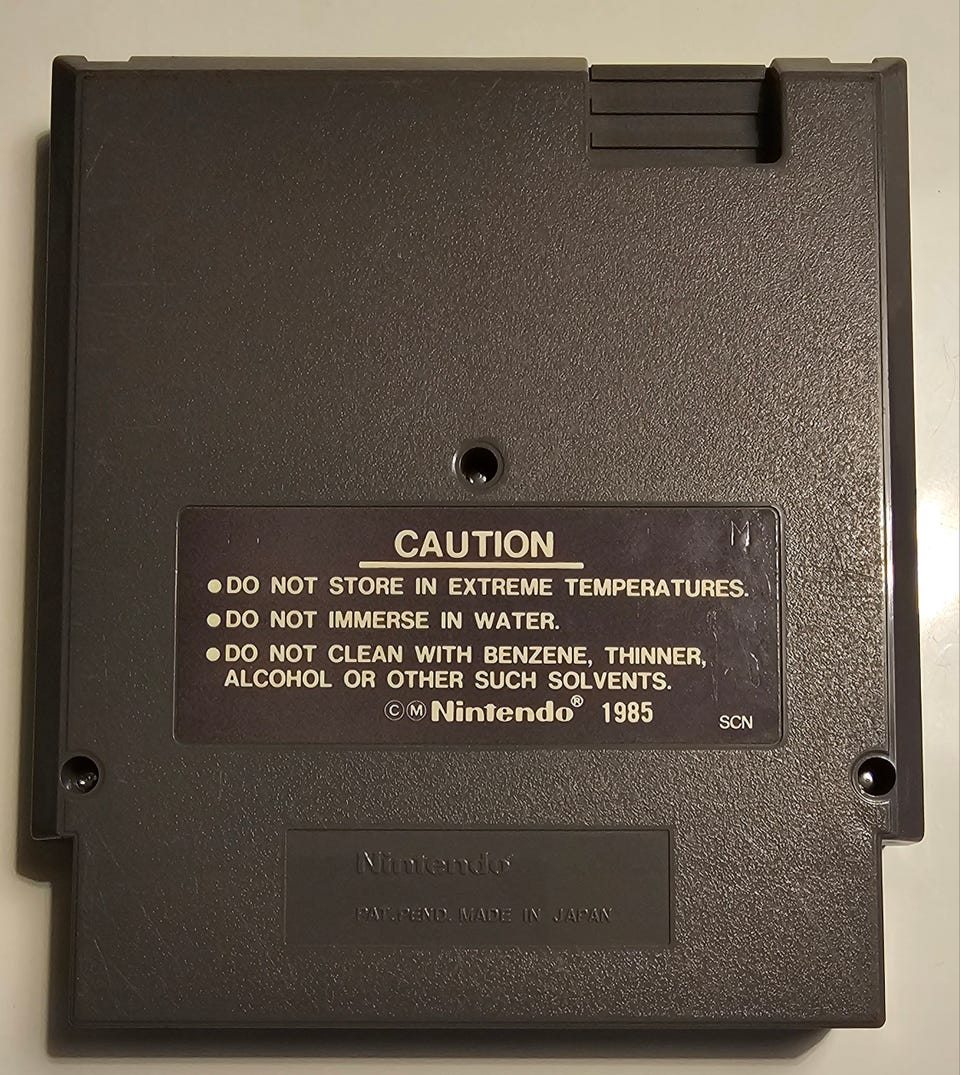 M
CAUTION
●DO NOT STORE IN EXTREME TEMPERATURES.
●DO NOT IMMERSE IN WATER.
●DO NOT CLEAN WITH BENZENE, THINNER,
ALCOHOL OR OTHER SUCH SOLVENTS.
ⒸⓂNintendo® 1985
SCN
Nintendo®
PAT.PEND. MADE IN JAPAN